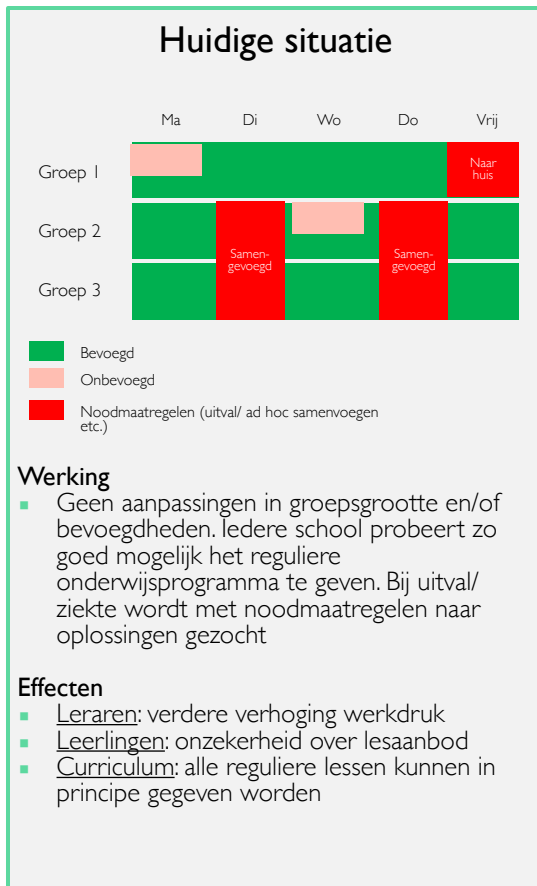 Huidige situatie
Ma Di Wo Do Vrij
Groep 1
Naar
huis
Groep 2
Samen-
gevoegd
Samen-
gevoegd
Groep 3
Bevoegd
Onbevoegd
Noodmaatregelen (uitval/ ad hoc samenvoegen
etc.)
Werking
▪ Geen aanpassingen in groepsgrootte en/of
bevoegdheden. Iedere school probeert zo
goed mogelijk het reguliere
onderwijsprogramma te geven. Bij uitval/
ziekte wordt met noodmaatregelen naar
oplossingen gezocht
Effecten
▪ Leraren: verdere verhoging werkdruk
▪ Leerlingen: onzekerheid over lesaanbod
▪ Curriculum: alle reguliere lessen kunnen in
principe gegeven worden